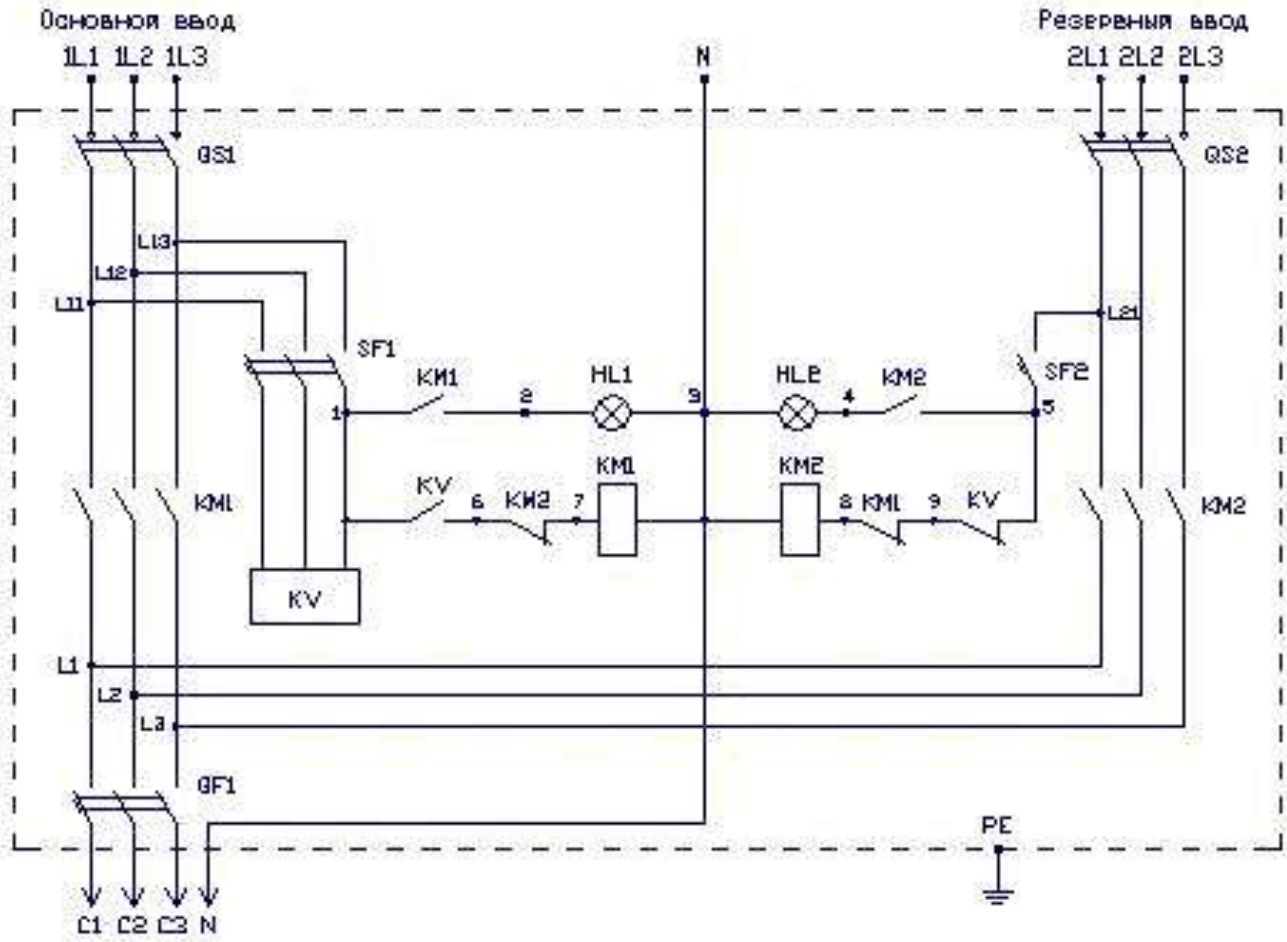 Основной ввод
Резервный ввод
1L1 1L2 1L3
N
2L1 2L2 2L3
QS1
QS2
L13
L12
L11
L21
SF1
SF2
KM1
HL1
HL2
KM2
1
2
3
4
5
KM1
KM2
KV
KM2
KM1
KV
6
7
8
9
KM1
KM2
KV
L1
L2
L3
QF1
PE
C1 C2 C3 N